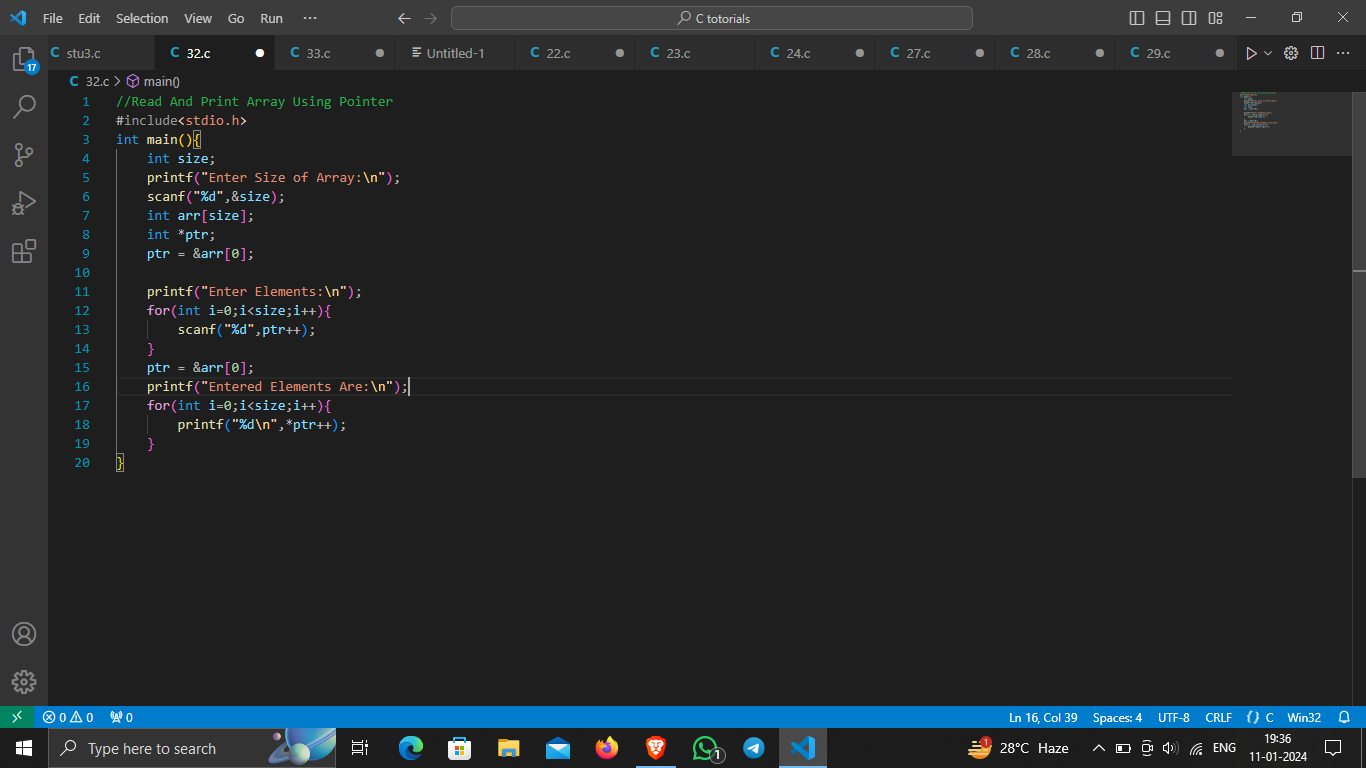 File Edit Selection View Go Run ··· C totorials
C stu3.c C 32.c C 33.c Untitled-1 C 22.c C 23.c C 24.c C 27.c C 28.c C 29.c ···
17
C 32.c > main()
1 //Read And Print Array Using Pointer
2 #include<stdio.h>
3 int main(){
4 int size;
5 printf("Enter Size of Array:\n");
6 scanf("%d",&size);
7 int arr[size];
8 int *ptr;
9 ptr = &arr[0];
10
11 printf("Enter Elements:\n");
12 for(int i=0;i<size;i++){
13 scanf("%d",ptr++);
14 }
15 ptr = &arr[0];
16 printf("Entered Elements Are:\n");
17 for(int i=0;i<size;i++){
18 printf("%d\n",*ptr++);
19 }
20 }
0 0 0 Ln 16, Col 39 Spaces: 4 UTF-8 CRLF {} C Win32
Type here to search 1 1 28°C Haze ENG 19:36
11-01-2024